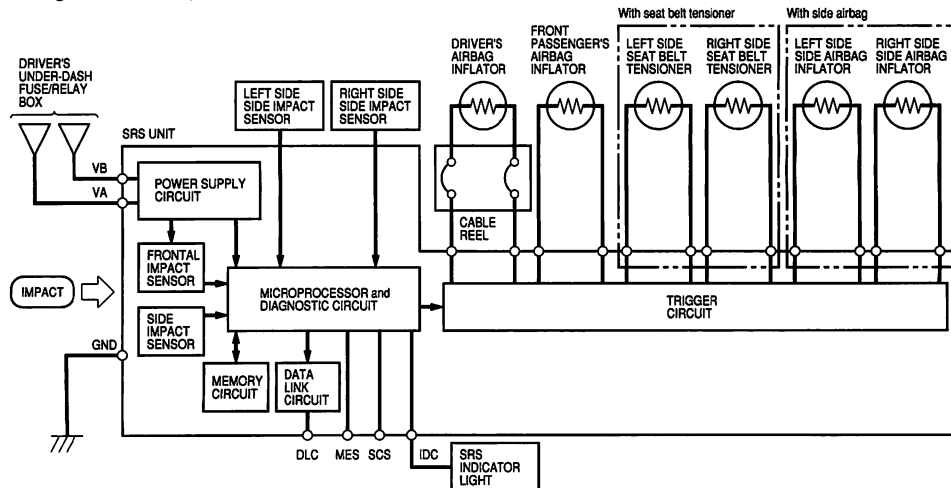 With seat belt tensioner
With side airbag
DRIVER'S
UNDER-DASH
FUSE/RELAY
BOX
SRS UNIT
LEFT SIDE
SIDE IMPACT
SENSOR
RIGHT SIDE
SIDE IMPACT
SENSOR
DRIVER'S
AIRBAG
INFLATOR
FRONT
PASSENGER'S
AIRBAG
INFLATOR
LEFT SIDE
SEAT BELT
TENSIONER
RIGHT SIDE
SEAT BELT
TENSIONER
LEFT SIDE
SIDE AIRBAG
INFLATOR
RIGHT SIDE
SIDE AIRBAG
INFLATOR
VB
VA
POWER SUPPLY
CIRCUIT
CABLE
REEL
FRONTAL
IMPACT
SENSOR
IMPACT
MICROPROCESSOR and
DIAGNOSTIC CIRCUIT
TRIGGER
CIRCUIT
SIDE
IMPACT
SENSOR
GND
MEMORY
CIRCUIT
DATA
LINK
CIRCUIT
DLC
MES
SCS
IDC
SRS
INDICATOR
LIGHT